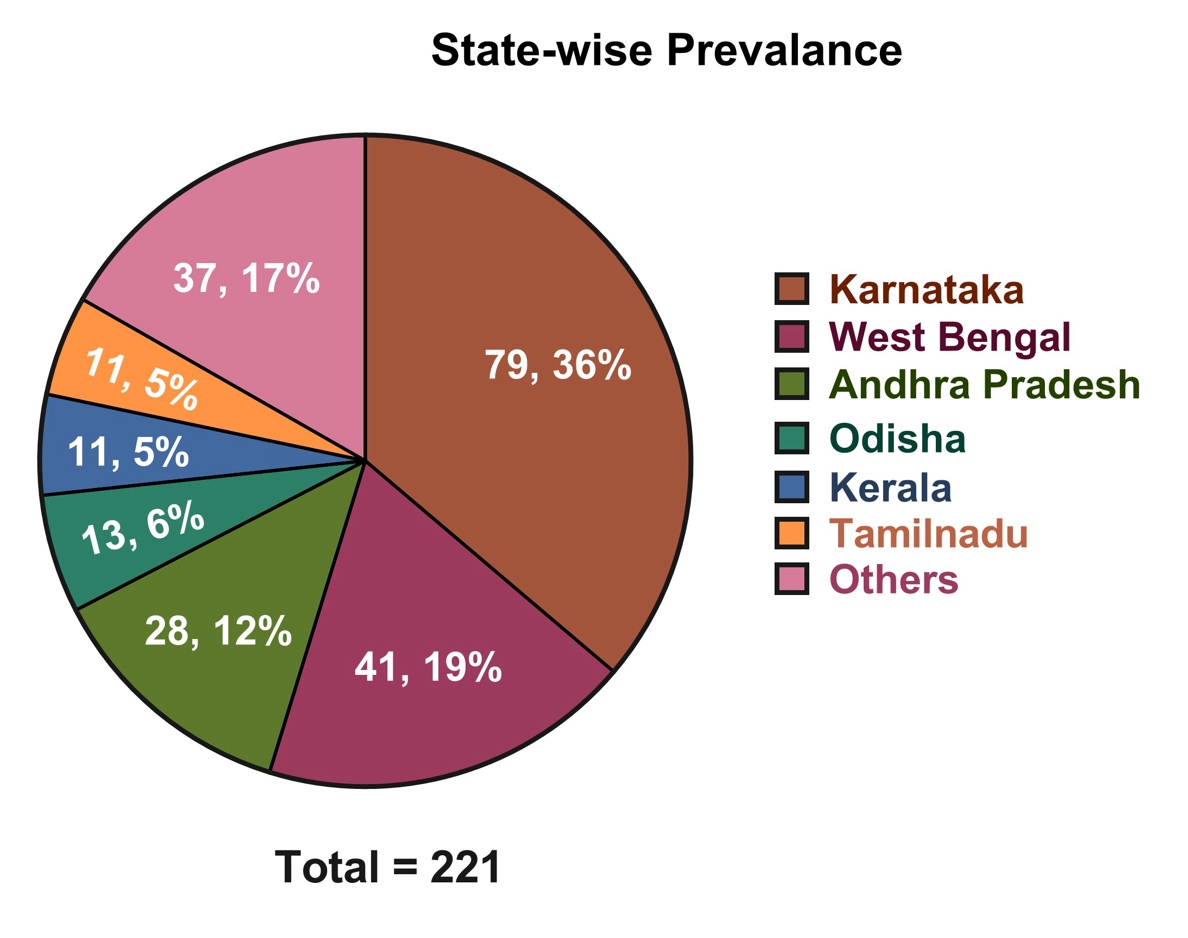 State-wise Prevalance
37, 17%
79, 36%
11, 5%
11, 5%
13, 6%
28, 12%
41, 19%
Karnataka
West Bengal
Andhra Pradesh
Odisha
Kerala
Tamilnadu
Others
Total = 221